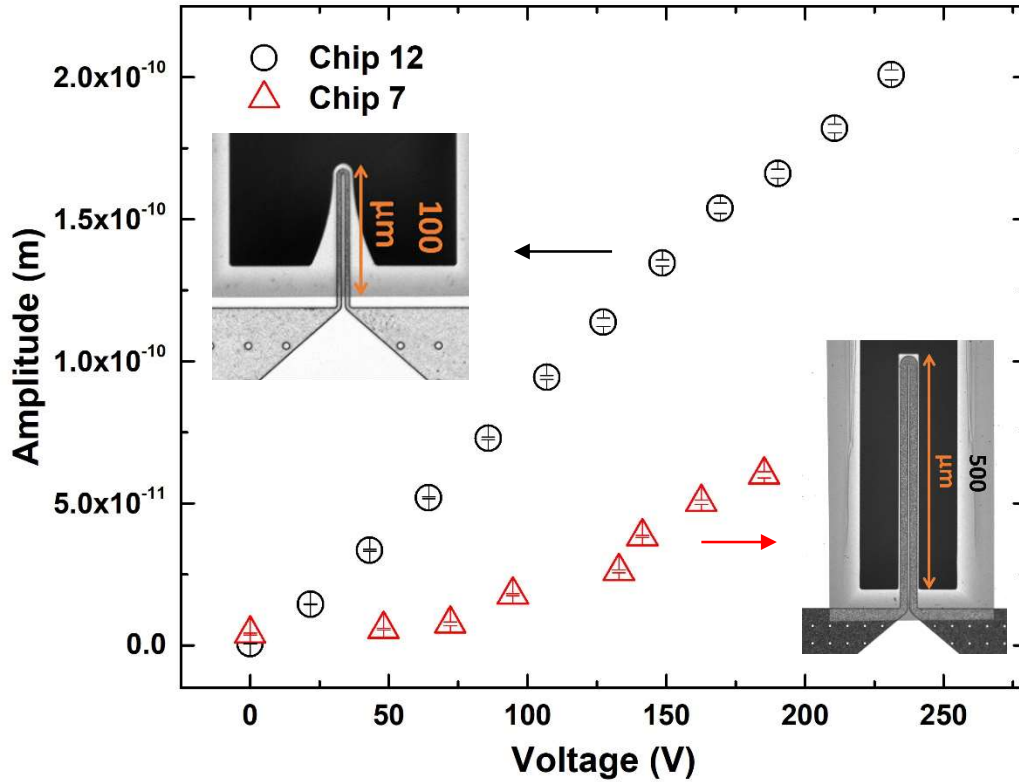 Chip 12
Chip 7
2.0x10⁻¹⁰
1.5x10⁻¹⁰
1.0x10⁻¹⁰
5.0x10⁻¹¹
0.0
Amplitude (m)
100
μm
500
μm
0 50 100 150 200 250
Voltage (V)